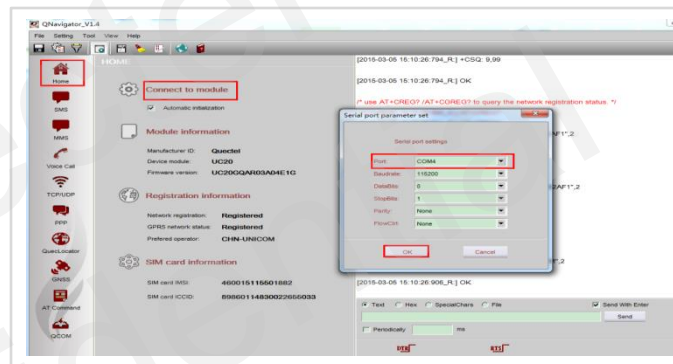 QNavigator_V1.4
File Setting Tool View Help
Home
SMS
MMS
Voice Call
TCP/UDP
PPP
QuecLocator
GNSS
AT Command
QCOM
HOME
Connect to module
Automatic initialization
Module information
Manufacturer ID: Quectel
Device module: UC20
Firmware version: UC20GQAR03A04E1G
Registration information
Network registration: Registered
GPRS network status: Registered
Prefered operator: CHN-UNICOM
SIM card information
SIM card IMSI: 460015115501682
SIM card ICCID: 89860114830022655033
[2015-03-05 15:10:26:794_R:] +CSQ: 9,99
[2015-03-05 15:10:26:794_R:] OK
/* use AT+CREG? /AT+CGREG? to query the network registration status. */
Serial port parameter set
Serial port settings
Port: COM4
Baudrate: 115200
DataBits: 8
StopBits: 1
Parity: None
FlowCtrl: None
OK Cancel
[2015-03-05 15:10:26:906_R:] OK
Text Hex SpecialChars File Send With Enter
Send
Periodically ms
DTR RTS